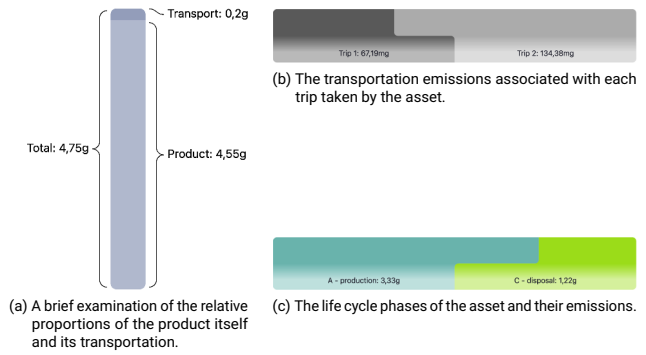 Transport: 0,2g
Total: 4,75g
Product: 4,55g
(a) A brief examination of the relative
proportions of the product itself
and its transportation.
Trip 1: 67,19mg
Trip 2: 134,38mg
(b) The transportation emissions associated with each
trip taken by the asset.
A - production: 3,33g
C - disposal: 1,22g
(c) The life cycle phases of the asset and their emissions.